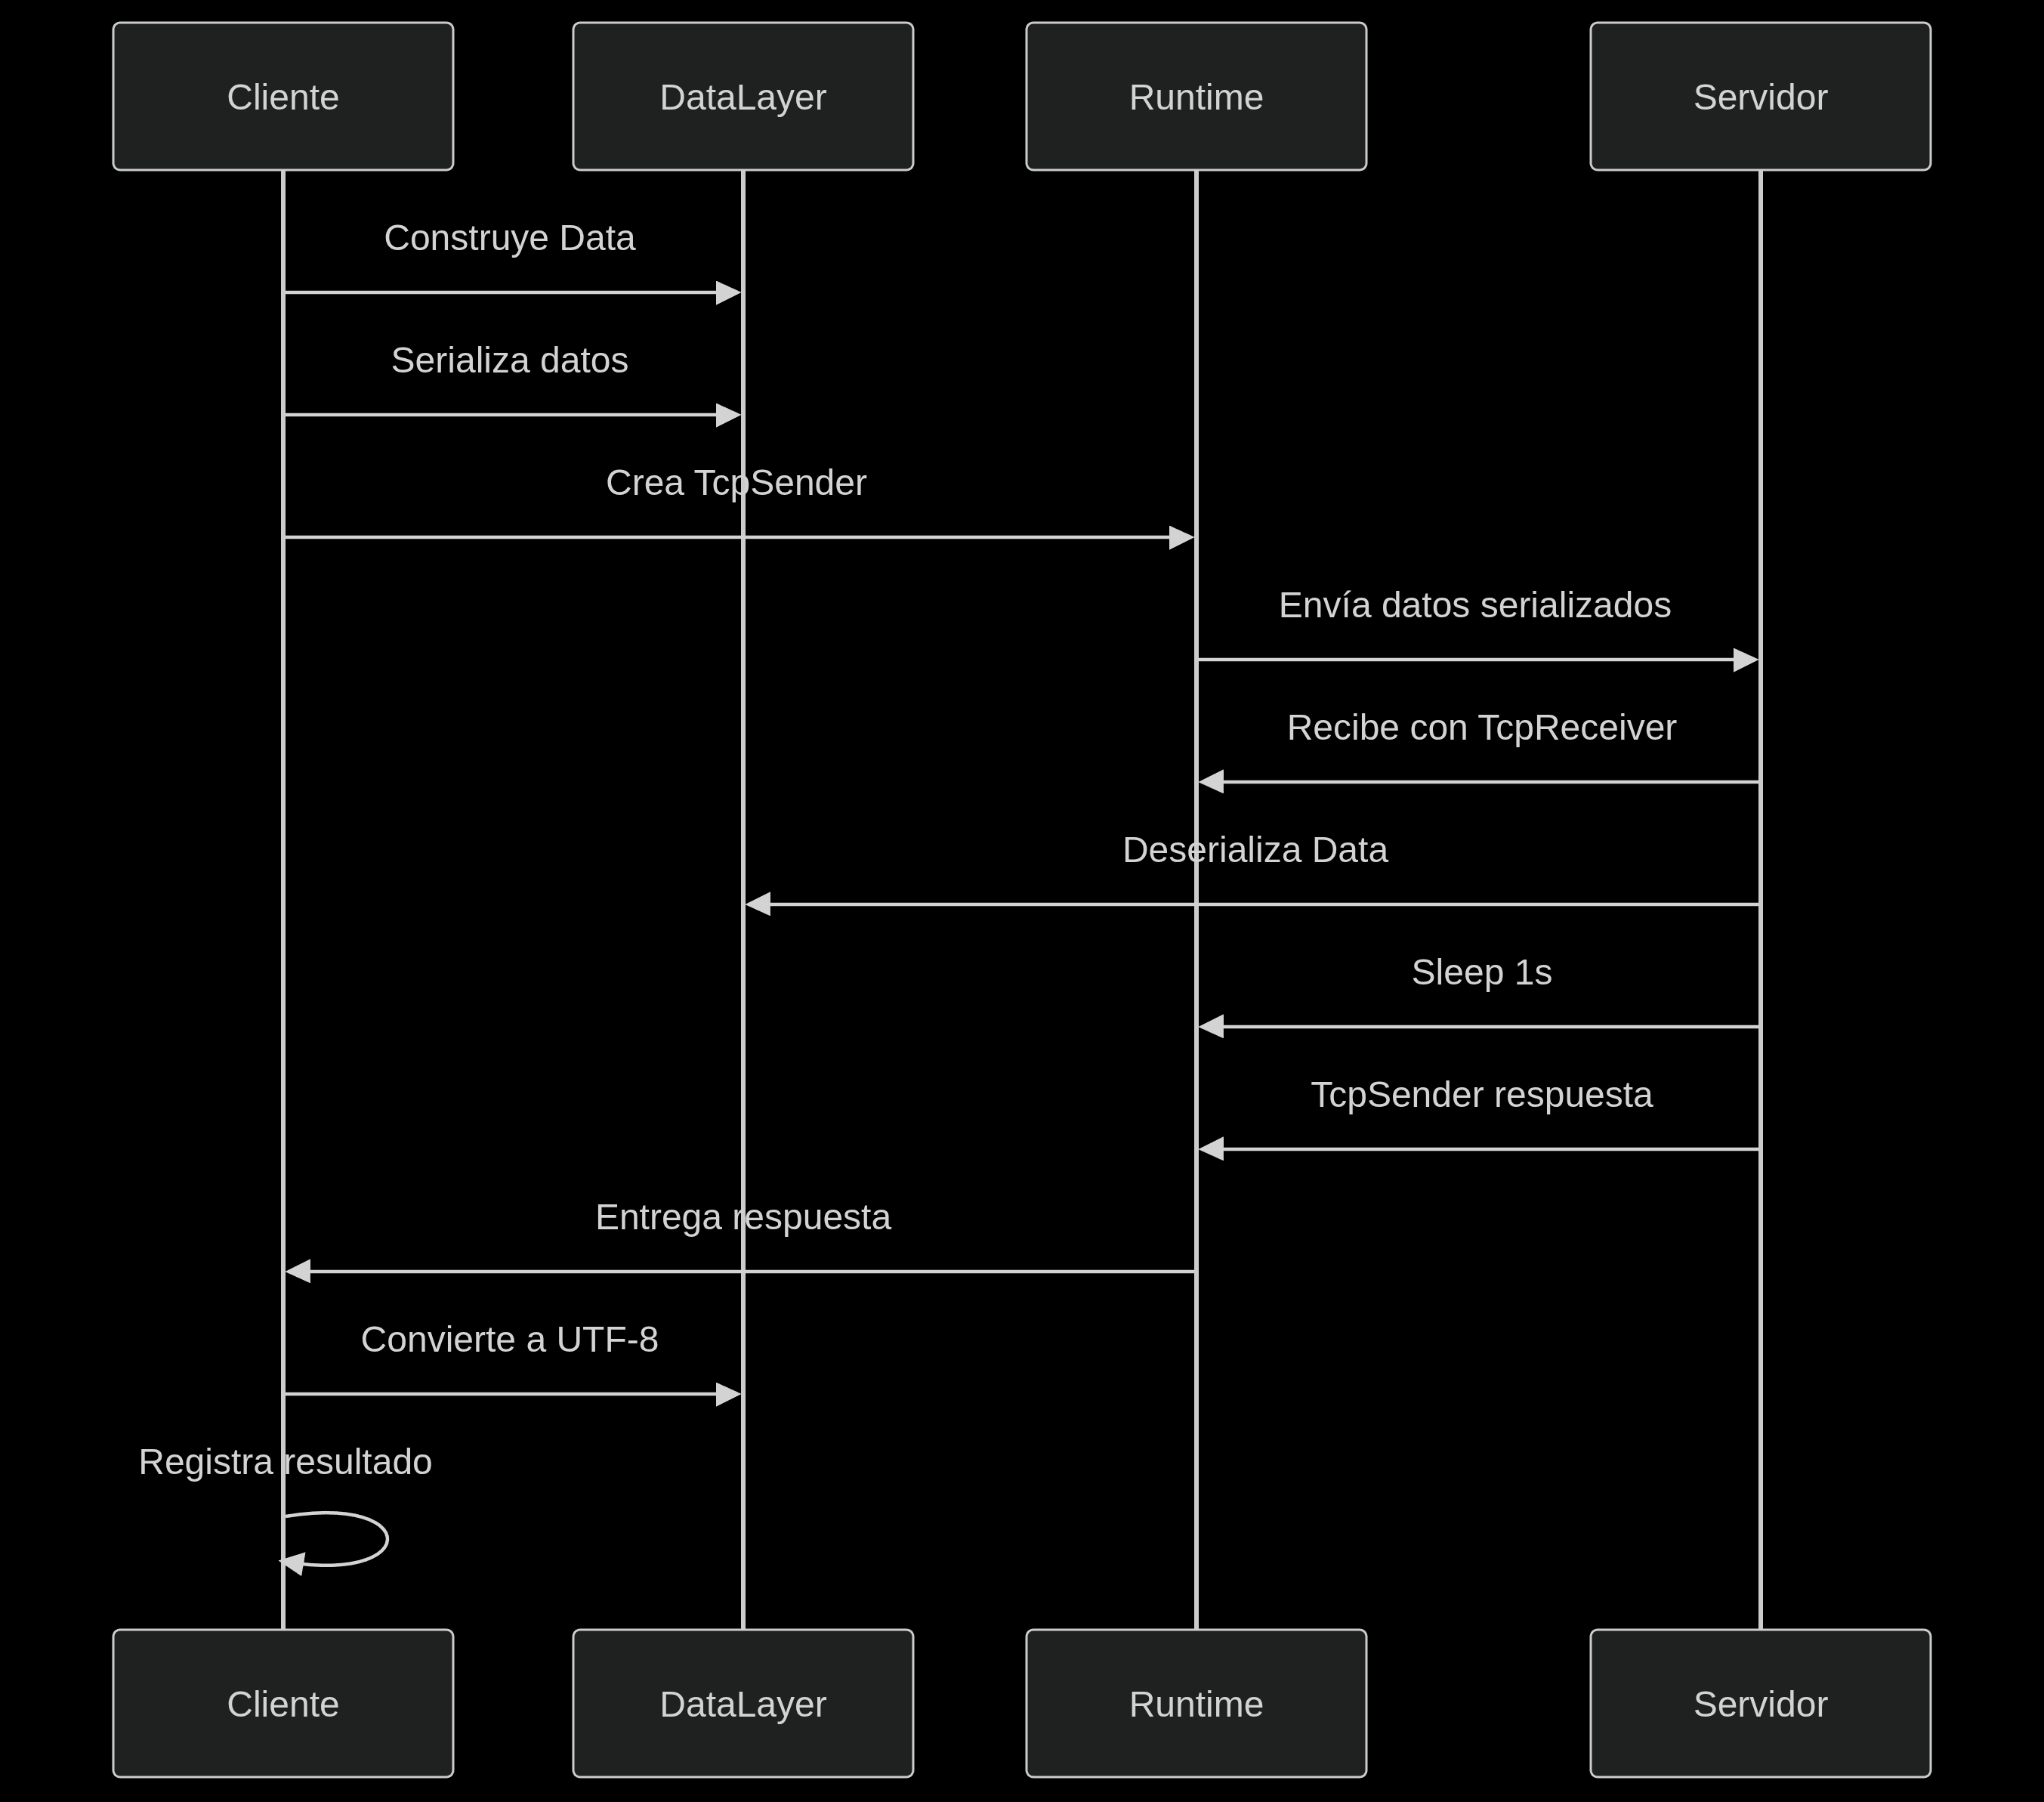 Cliente
DataLayer
Runtime
Servidor
Construye Data
Serializa datos
Crea TcpSender
Envía datos serializados
Recibe con TcpReceiver
Deserializa Data
Sleep 1s
TcpSender respuesta
Entrega respuesta
Convierte a UTF-8
Registra resultado
Cliente
DataLayer
Runtime
Servidor